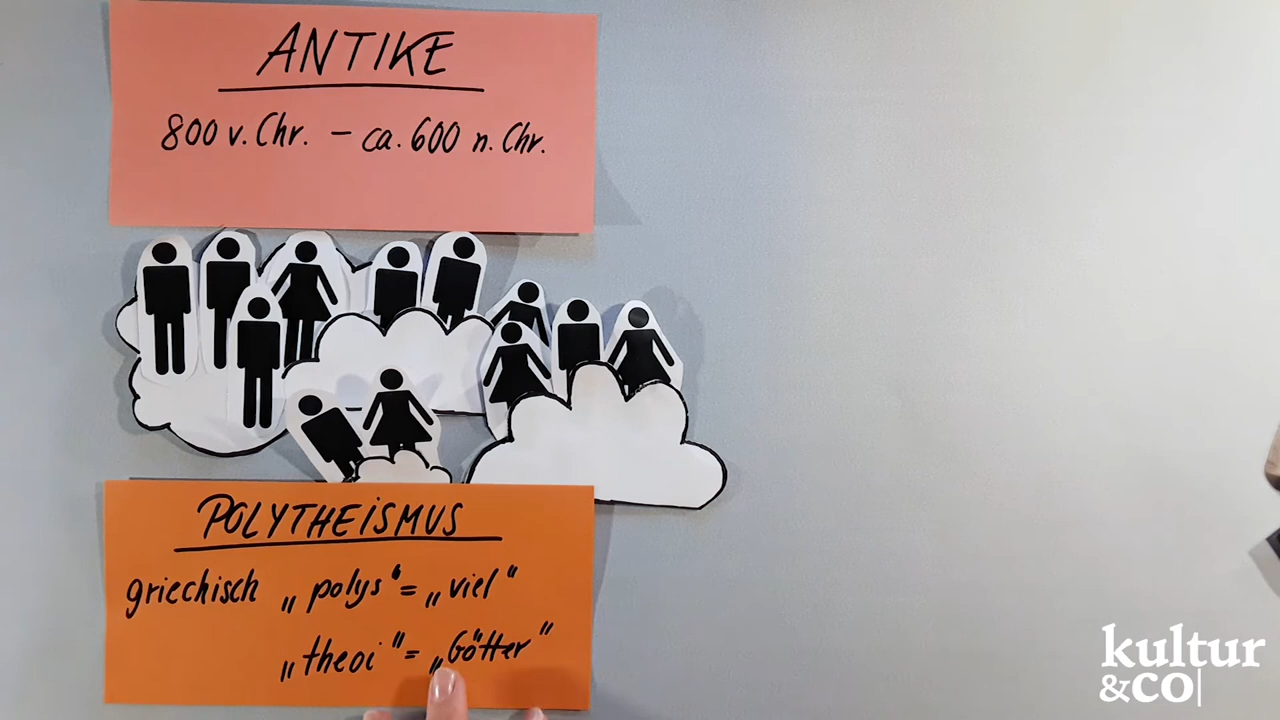 ANTIKE
800 v. Chr. – ca. 600 n. Chr.
POLYTHEISMUS
griechisch „polys“ = „viel“
„theoi“ = „Götter“
kultur
&co|